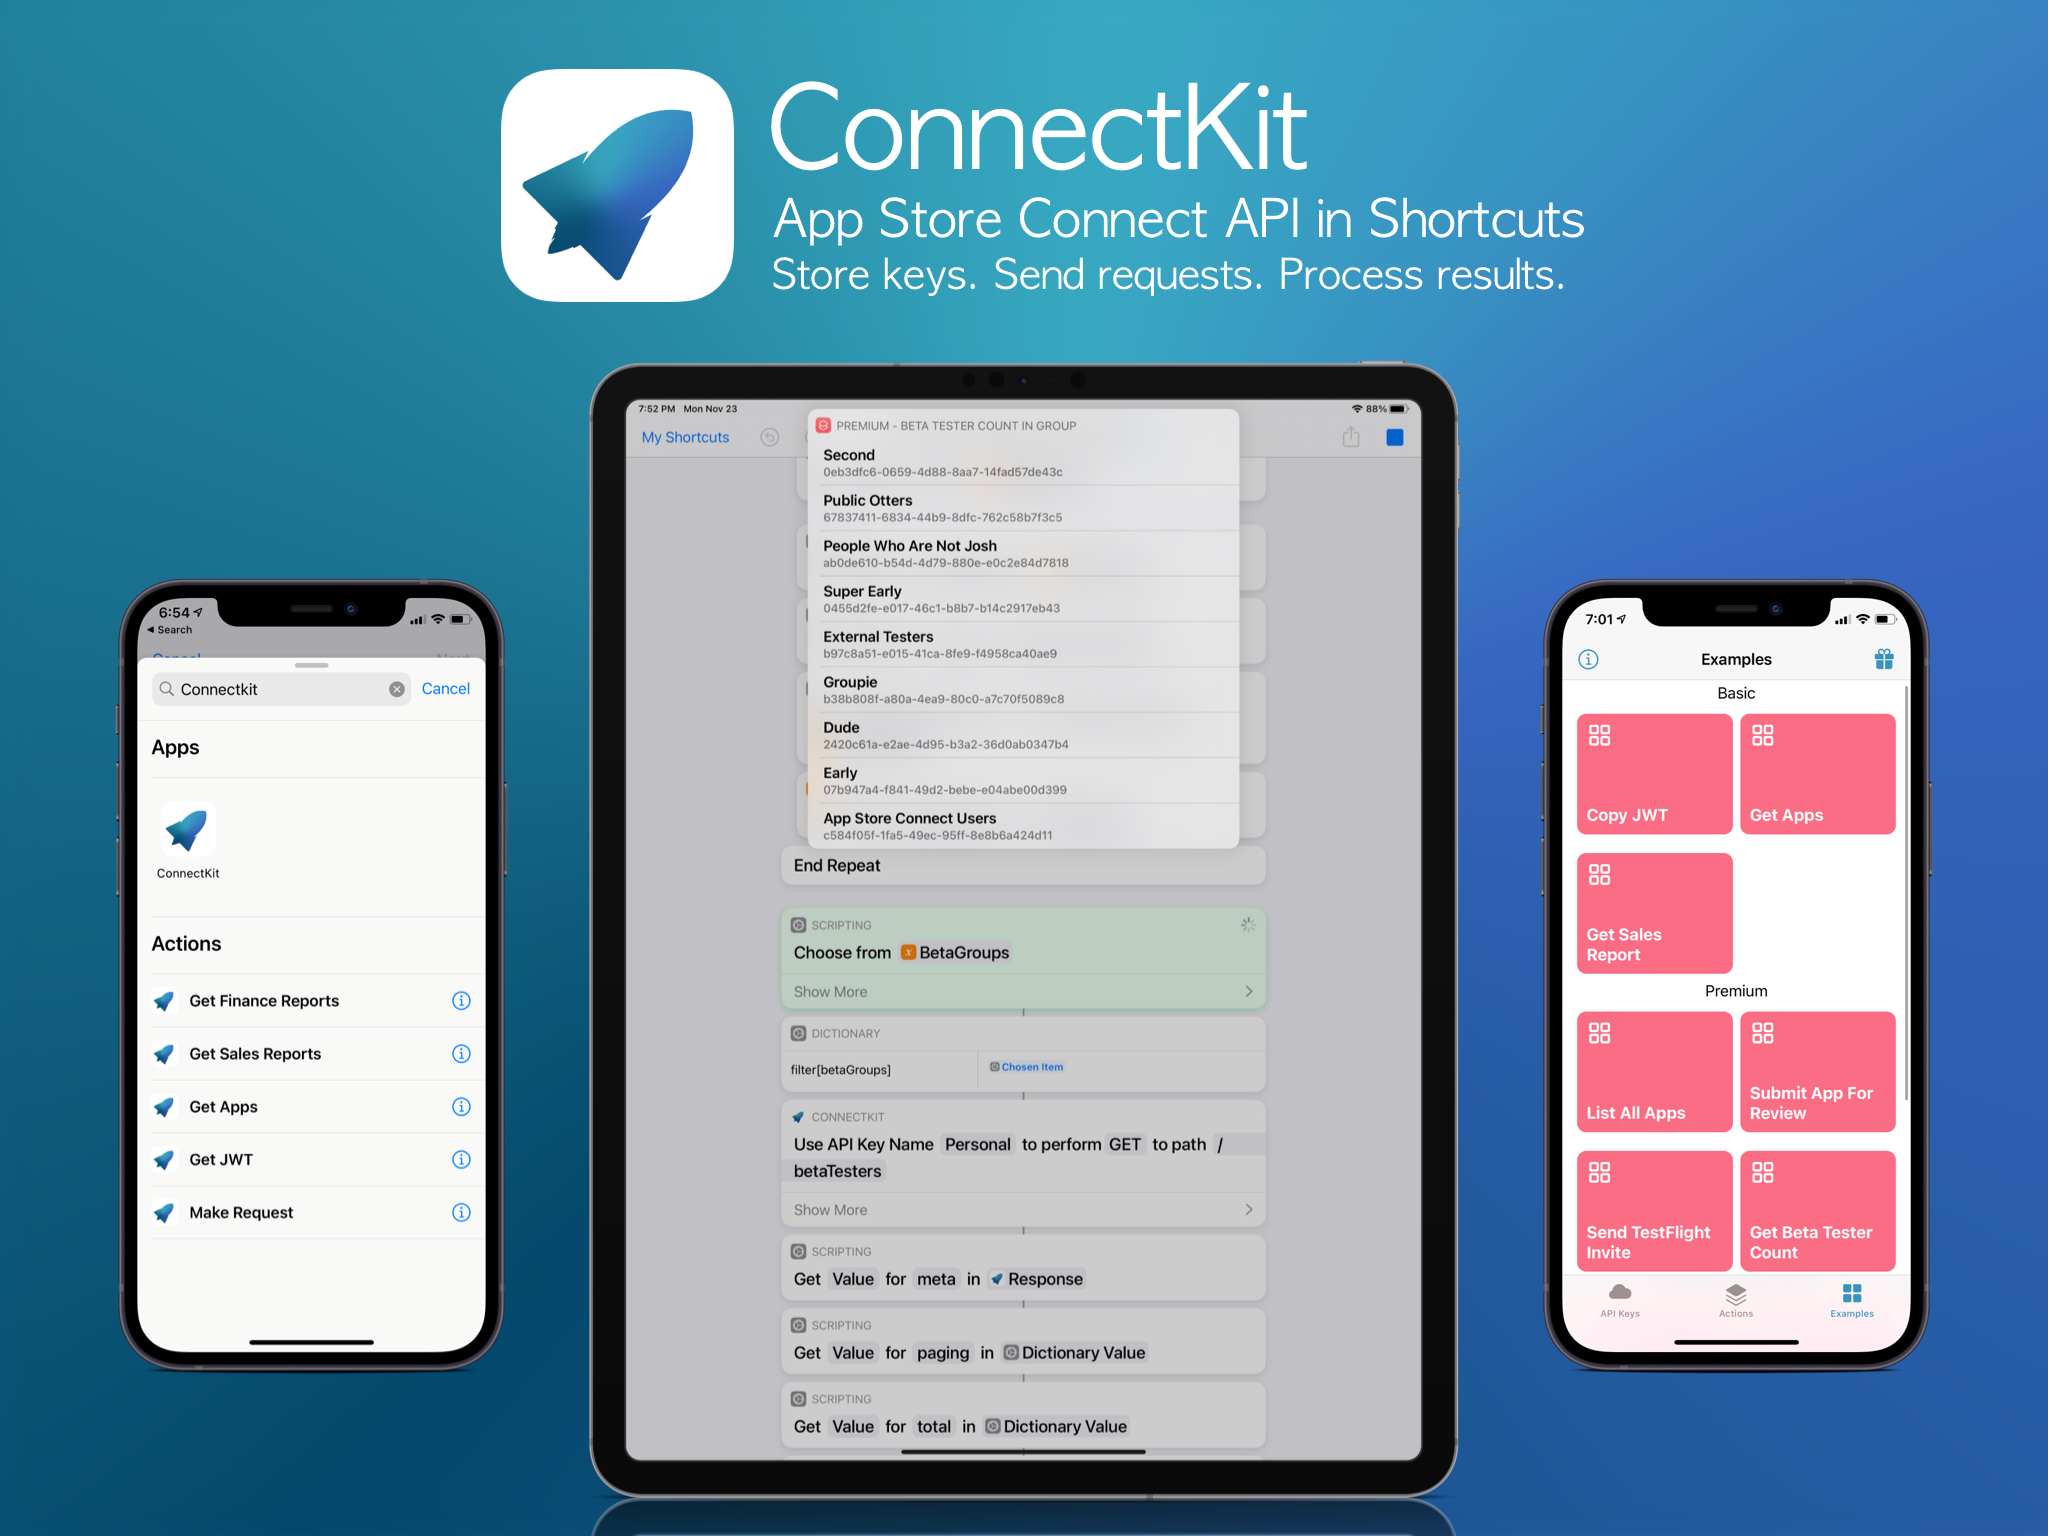 ConnectKit
App Store Connect API in Shortcuts
Store keys. Send requests. Process results.
6:54
Search
Connectkit
Cancel
Apps
ConnectKit
Actions
Get Finance Reports
Get Sales Reports
Get Apps
Get JWT
Make Request
7:52 PM Mon Nov 23
88%
My Shortcuts
PREMIUM - BETA TESTER COUNT IN GROUP
Second
0eb3dfc6-0659-4d88-8aa7-14fad57de43c
Public Otters
67837411-6834-44b9-8dfc-762c58b7f3c5
People Who Are Not Josh
ab0de610-b54d-4d79-880e-e0c2e84d7818
Super Early
0455d2fe-e017-46c1-b8b7-b14c2917eb43
External Testers
b97c8a51-e015-41ca-8fe9-f4958ca40ae9
Groupie
b38b808f-a80a-4ea9-80c0-a7c70f5089c8
Dude
2420c61a-e2ae-4d95-b3a2-36d0ab0347b4
Early
07b947a4-f841-49d2-bebe-e04abe00d399
App Store Connect Users
c584f05f-1fa5-49ec-95ff-8e8b6a424d11
End Repeat
SCRIPTING
Choose from BetaGroups
Show More
DICTIONARY
filter[betaGroups] Chosen Item
CONNECTKIT
Use API Key Name Personal to perform GET to path /
betaTesters
Show More
SCRIPTING
Get Value for meta in Response
SCRIPTING
Get Value for paging in Dictionary Value
SCRIPTING
Get Value for total in Dictionary Value
7:01
Examples
Basic
Copy JWT
Get Apps
Get Sales
Report
Premium
List All Apps
Submit App For
Review
Send TestFlight
Invite
Get Beta Tester
Count
API Keys
Actions
Examples